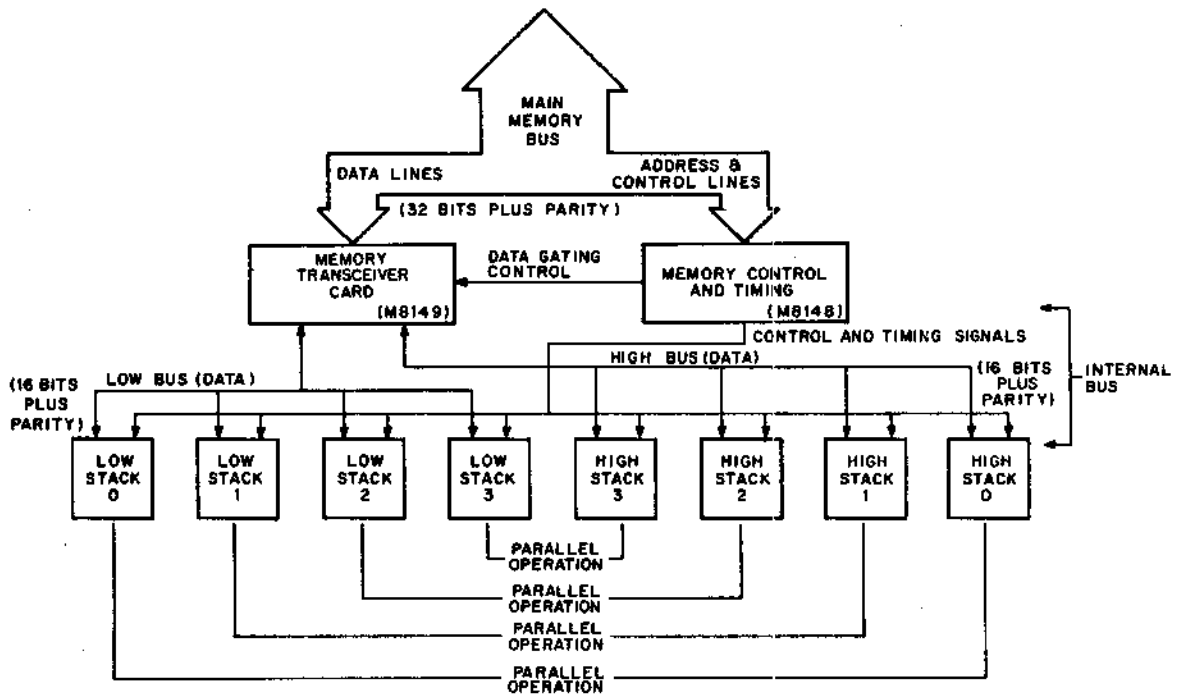 MAIN
MEMORY
BUS
DATA LINES
ADDRESS &
CONTROL LINES
(32 BITS PLUS PARITY)
MEMORY
TRANSCEIVER
CARD
(M8149)
DATA GATING
CONTROL
MEMORY CONTROL
AND TIMING
(M8148)
CONTROL AND TIMING SIGNALS
HIGH BUS (DATA)
LOW BUS (DATA)
(16 BITS
PLUS
PARITY)
(16 BITS
PLUS
PARITY)
INTERNAL
BUS
LOW
STACK
0
LOW
STACK
1
LOW
STACK
2
LOW
STACK
3
HIGH
STACK
3
HIGH
STACK
2
HIGH
STACK
1
HIGH
STACK
0
PARALLEL
OPERATION
PARALLEL
OPERATION
PARALLEL
OPERATION
PARALLEL
OPERATION